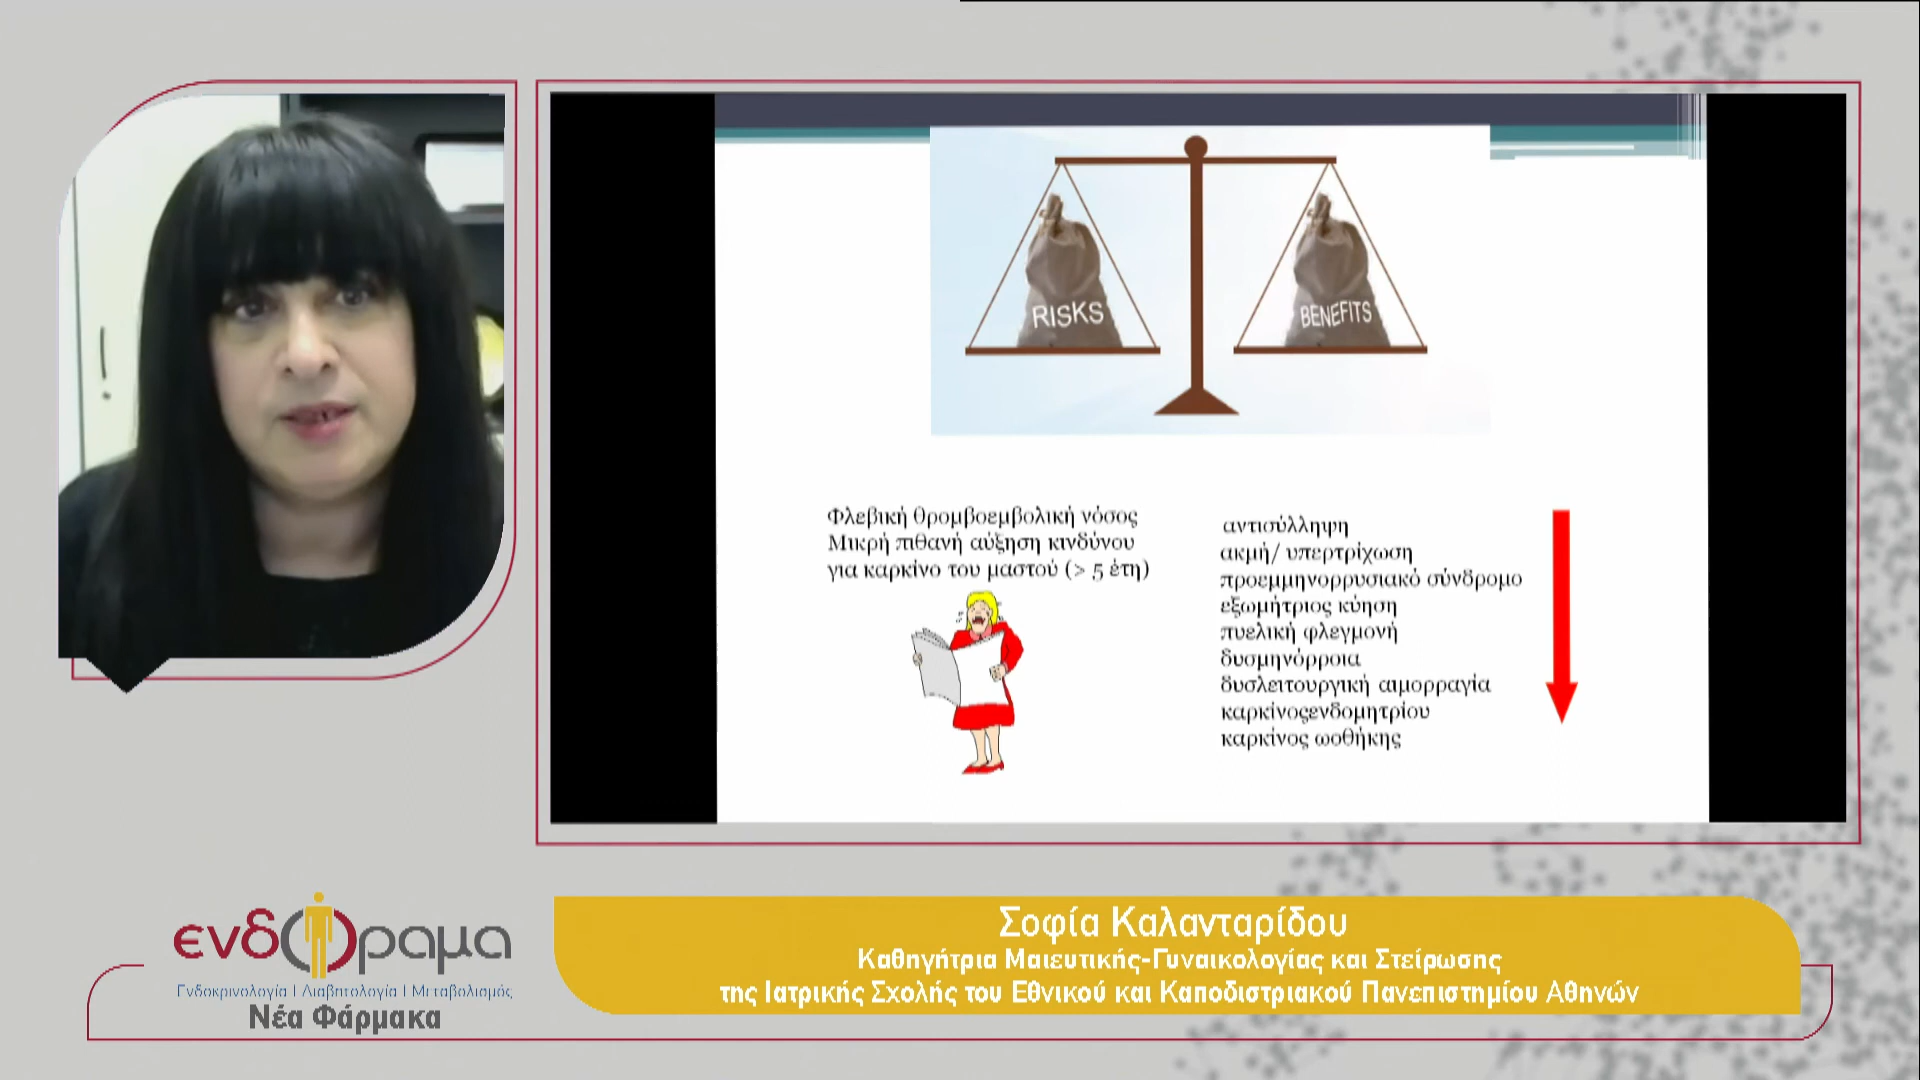 RISKS
BENEFITS
Φλεβική θρομβοεμβολική νόσος
Μικρή πιθανή αύξηση κινδύνου
για καρκίνο του μαστού (> 5 έτη)
αντισύλληψη
ακμή/ υπερτρίχωση
προεμμηνορρυσιακό σύνδρομο
εξωμήτριος κύηση
πυελική φλεγμονή
δυσμηνόρροια
δυσλειτουργική αιμορραγία
καρκίνοςενδομητρίου
καρκίνος ωοθήκης
ενδόραμα
Ενδοκρινολογία | Διαβητολογία | Μεταβολισμός
Νέα Φάρμακα
Σοφία Καλανταρίδου
Καθηγήτρια Μαιευτικής-Γυναικολογίας και Στείρωσης
της Ιατρικής Σχολής του Εθνικού και Καποδιστριακού Πανεπιστημίου Αθηνών